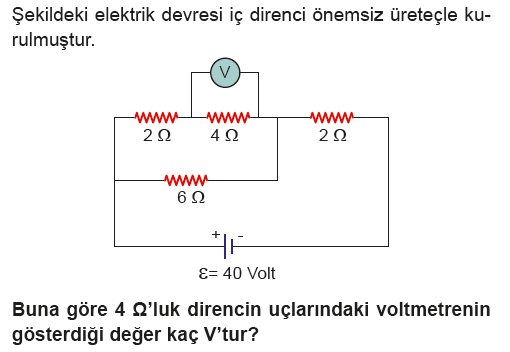 Şekildeki elektrik devresi iç direnci önemsiz üreteçle ku-
rulmuştur.
V
2 Ω 4 Ω 2 Ω
6 Ω
+ -
Ɛ= 40 Volt
Buna göre 4 Ω’luk direncin uçlarındaki voltmetrenin
gösterdiği değer kaç V’tur?